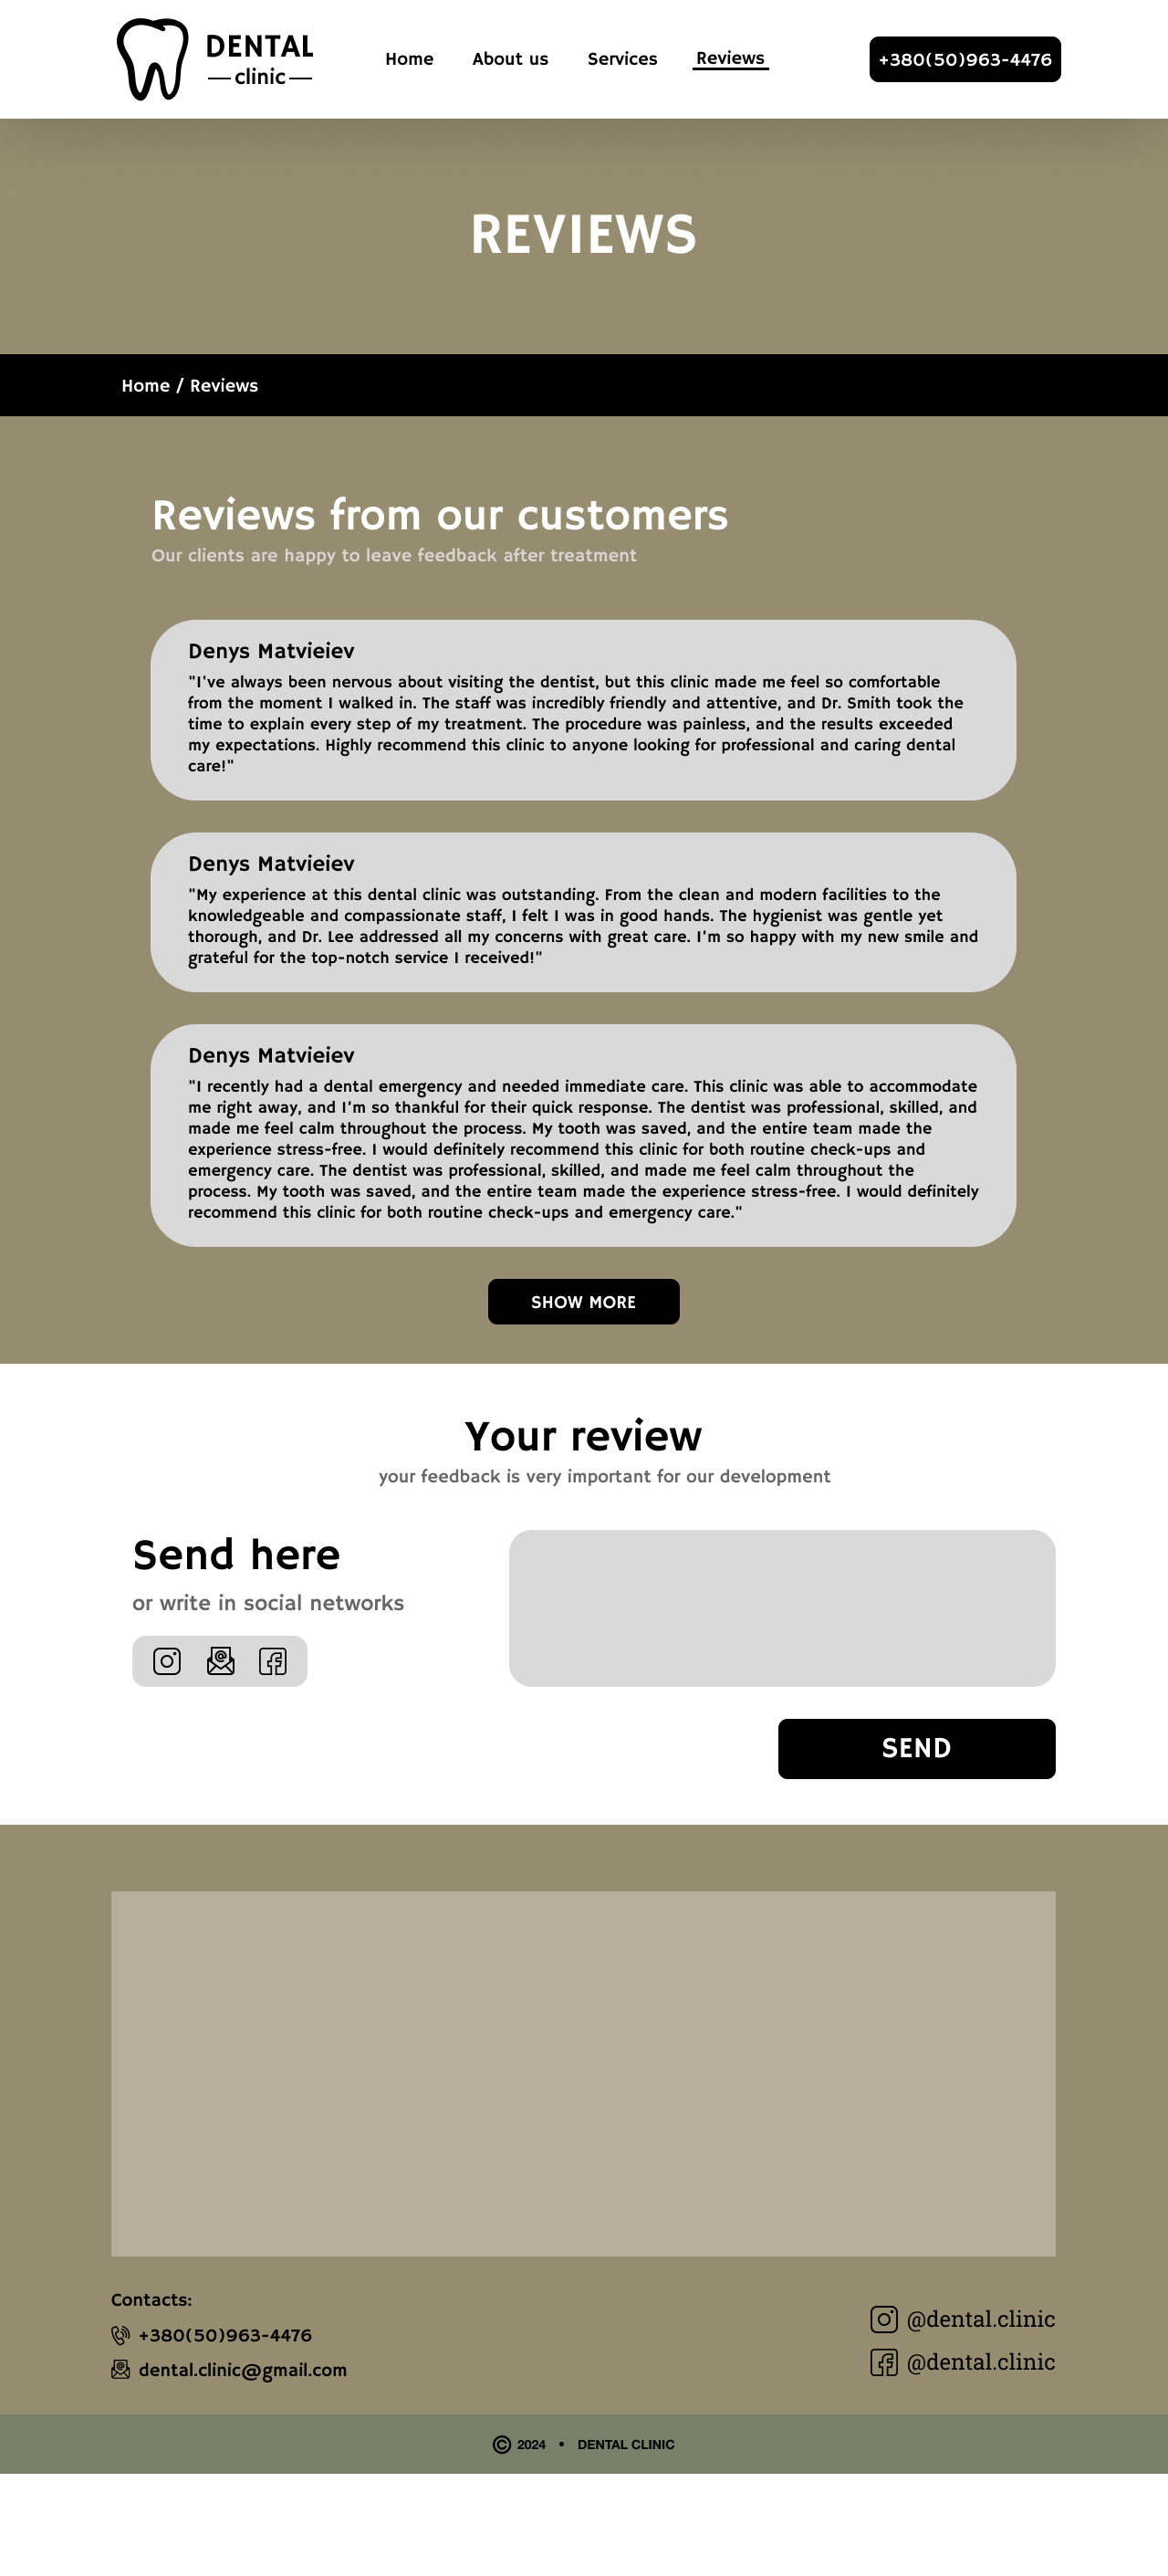 DENTAL
clinic
Home
About us
Services
Reviews
+380(50)963-4476
REVIEWS
Home / Reviews
Reviews from our customers
Our clients are happy to leave feedback after treatment
Denys Matvieiev
"I've always been nervous about visiting the dentist, but this clinic made me feel so comfortable
from the moment I walked in. The staff was incredibly friendly and attentive, and Dr. Smith took the
time to explain every step of my treatment. The procedure was painless, and the results exceeded
my expectations. Highly recommend this clinic to anyone looking for professional and caring dental
care!"
Denys Matvieiev
"My experience at this dental clinic was outstanding. From the clean and modern facilities to the
knowledgeable and compassionate staff, I felt I was in good hands. The hygienist was gentle yet
thorough, and Dr. Lee addressed all my concerns with great care. I'm so happy with my new smile and
grateful for the top-notch service I received!"
Denys Matvieiev
"I recently had a dental emergency and needed immediate care. This clinic was able to accommodate
me right away, and I'm so thankful for their quick response. The dentist was professional, skilled, and
made me feel calm throughout the process. My tooth was saved, and the entire team made the
experience stress-free. I would definitely recommend this clinic for both routine check-ups and
emergency care. The dentist was professional, skilled, and made me feel calm throughout the
process. My tooth was saved, and the entire team made the experience stress-free. I would definitely
recommend this clinic for both routine check-ups and emergency care."
SHOW MORE
Your review
your feedback is very important for our development
Send here
or write in social networks
SEND
Contacts:
+380(50)963-4476
dental.clinic@gmail.com
@dental.clinic
@dental.clinic
© 2024 • DENTAL CLINIC